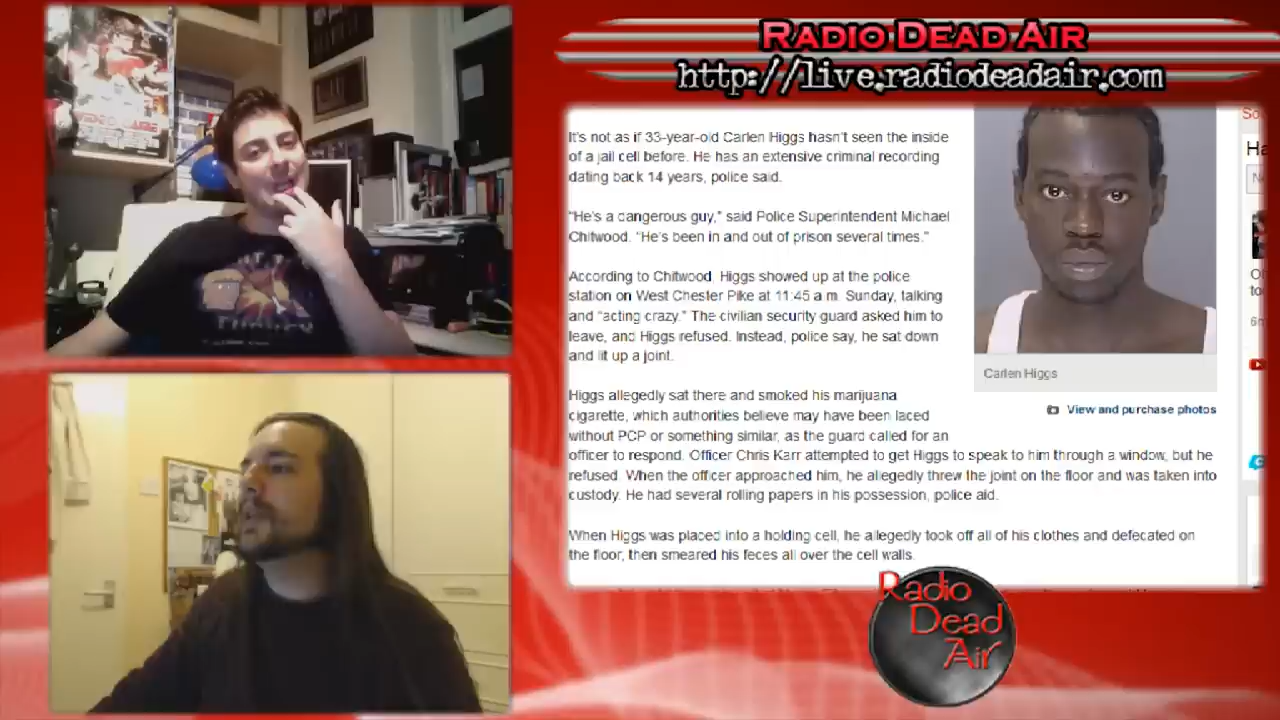 RADIO DEAD AIR
http://live.radiodeadair.com
It's not as if 33-year-old Carlen Higgs hasn't seen the inside
of a jail cell before. He has an extensive criminal recording
dating back 14 years, police said.
"He's a dangerous guy," said Police Superintendent Michael
Chitwood. "He's been in and out of prison several times."
According to Chitwood, Higgs showed up at the police
station on West Chester Pike at 11:45 a.m. Sunday, talking
and "acting crazy." The civilian security guard asked him to
leave, and Higgs refused. Instead, police say, he sat down
and lit up a joint.
Carlen Higgs
View and purchase photos
Higgs allegedly sat there and smoked his marijuana
cigarette, which authorities believe may have been laced
without PCP or something similar, as the guard called for an
officer to respond. Officer Chris Karr attempted to get Higgs to speak to him through a window, but he
refused. When the officer approached him, he allegedly threw the joint on the floor and was taken into
custody. He had several rolling papers in his possession, police aid.
When Higgs was placed into a holding cell, he allegedly took off all of his clothes and defecated on
the floor, then smeared his feces all over the cell walls.
Radio
Dead
Air